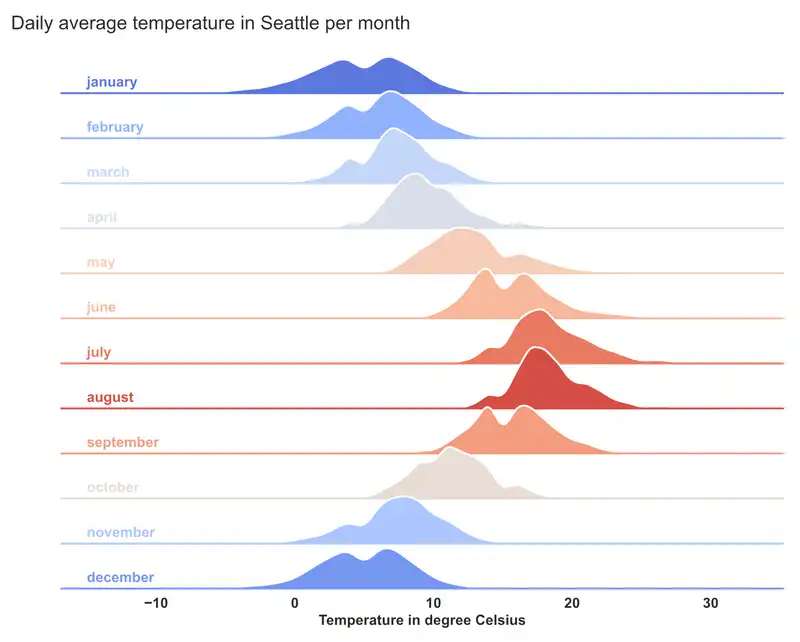 Daily average temperature in Seattle per month
january
february
march
april
may
june
july
august
september
october
november
december
−10 0 10 20 30
Temperature in degree Celsius